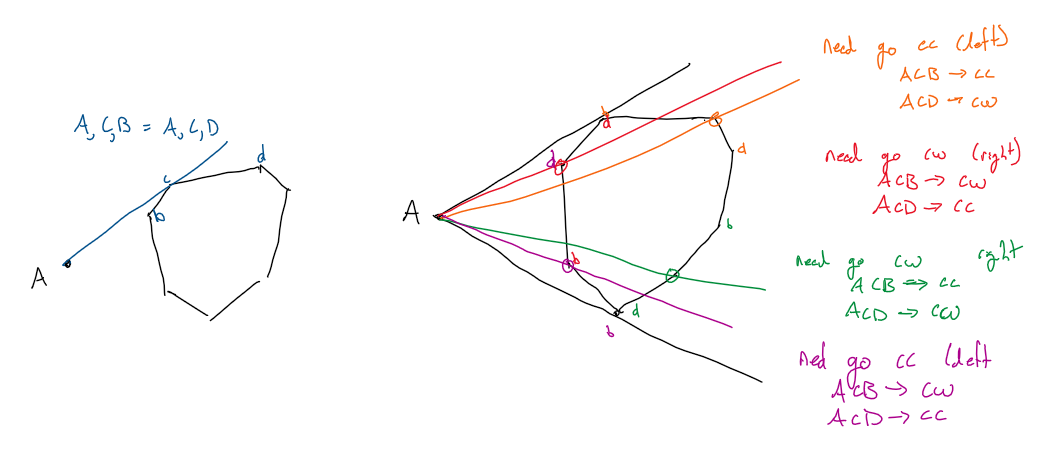 A, C, B = A, C, D
c
d
b
A
b
d
d
d
A
b
b
d
b
need go cc (left)
ACB → cc
ACD → cw
need go cw (right)
ACB → cw
ACD → cc
need go cw right
ACB → cc
ACD → cw
need go cc (left
ACB → cw
ACD → cc